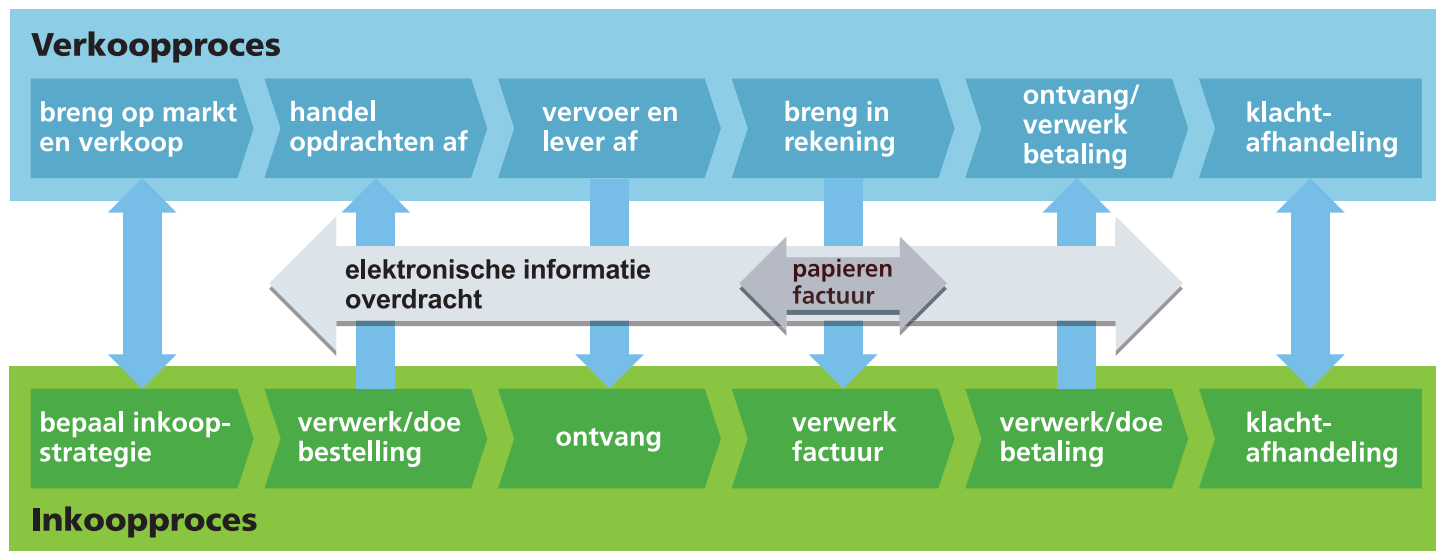 Verkoopproces
breng op markt
en verkoop
handel
opdrachten af
vervoer en
lever af
breng in
rekening
ontvang/
verwerk
betaling
klacht-
afhandeling
elektronische informatie
overdracht
papieren
factuur
bepaal inkoop-
strategie
verwerk/doe
bestelling
ontvang
verwerk
factuur
verwerk/doe
betaling
klacht-
afhandeling
Inkoopproces